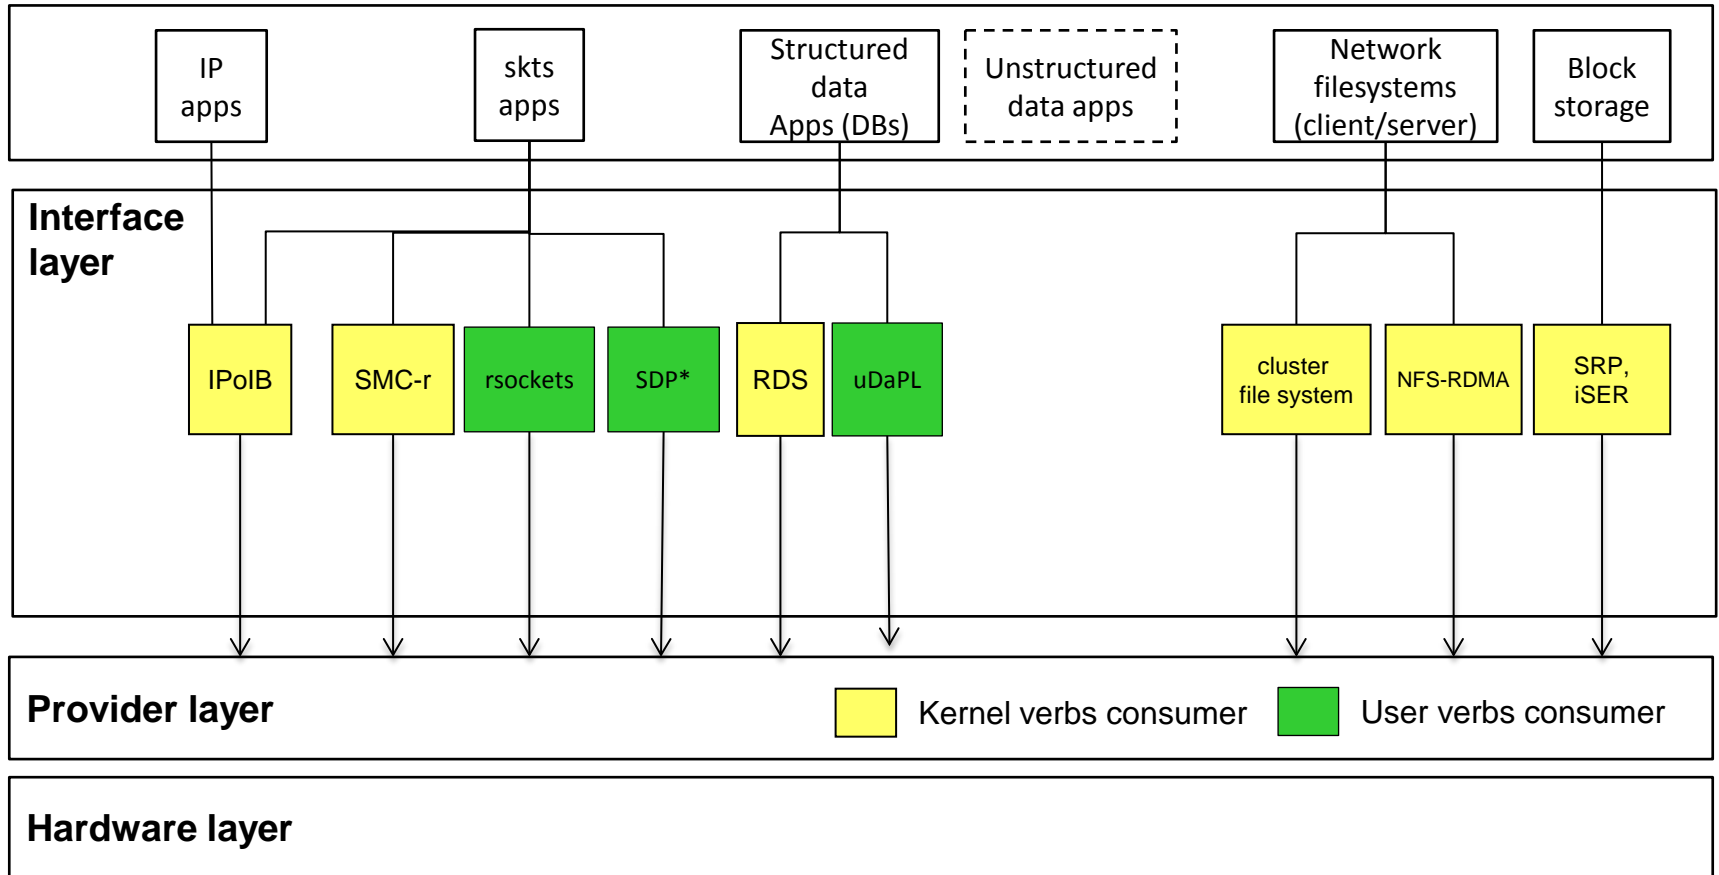 IP
apps
skts
apps
Structured
data
Apps (DBs)
Unstructured
data apps
Network
filesystems
(client/server)
Block
storage
Interface
layer
IPoIB
SMC-r
rsockets
SDP*
RDS
uDaPL
cluster
file system
NFS-RDMA
SRP,
iSER
Provider layer
Kernel verbs consumer
User verbs consumer
Hardware layer